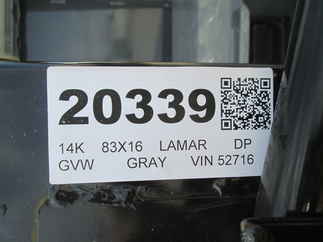 20339
14K 83X16 LAMAR DP
GVW GRAY VIN 52716